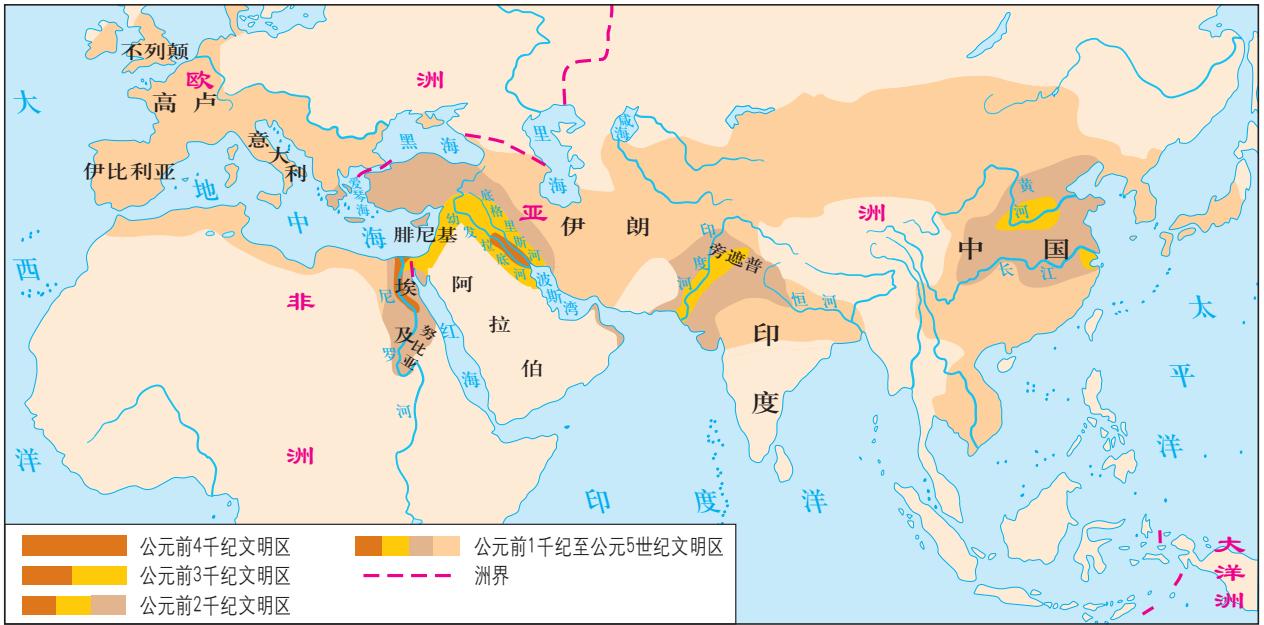 不列颠
欧洲
高卢
大西洋
意大利
伊比利亚
地中海
黑海
爱琴海
里海
咸海
底格里斯河
幼发拉底河
腓尼基
亚洲
伊朗
阿拉伯
波斯湾
埃及
努比亚
尼罗河
红海
非洲
印度河
旁遮普
恒河
印度
中国
黄河
长江
太平洋
印度洋
大洋洲
公元前4千纪文明区
公元前3千纪文明区
公元前2千纪文明区
公元前1千纪至公元5世纪文明区
洲界